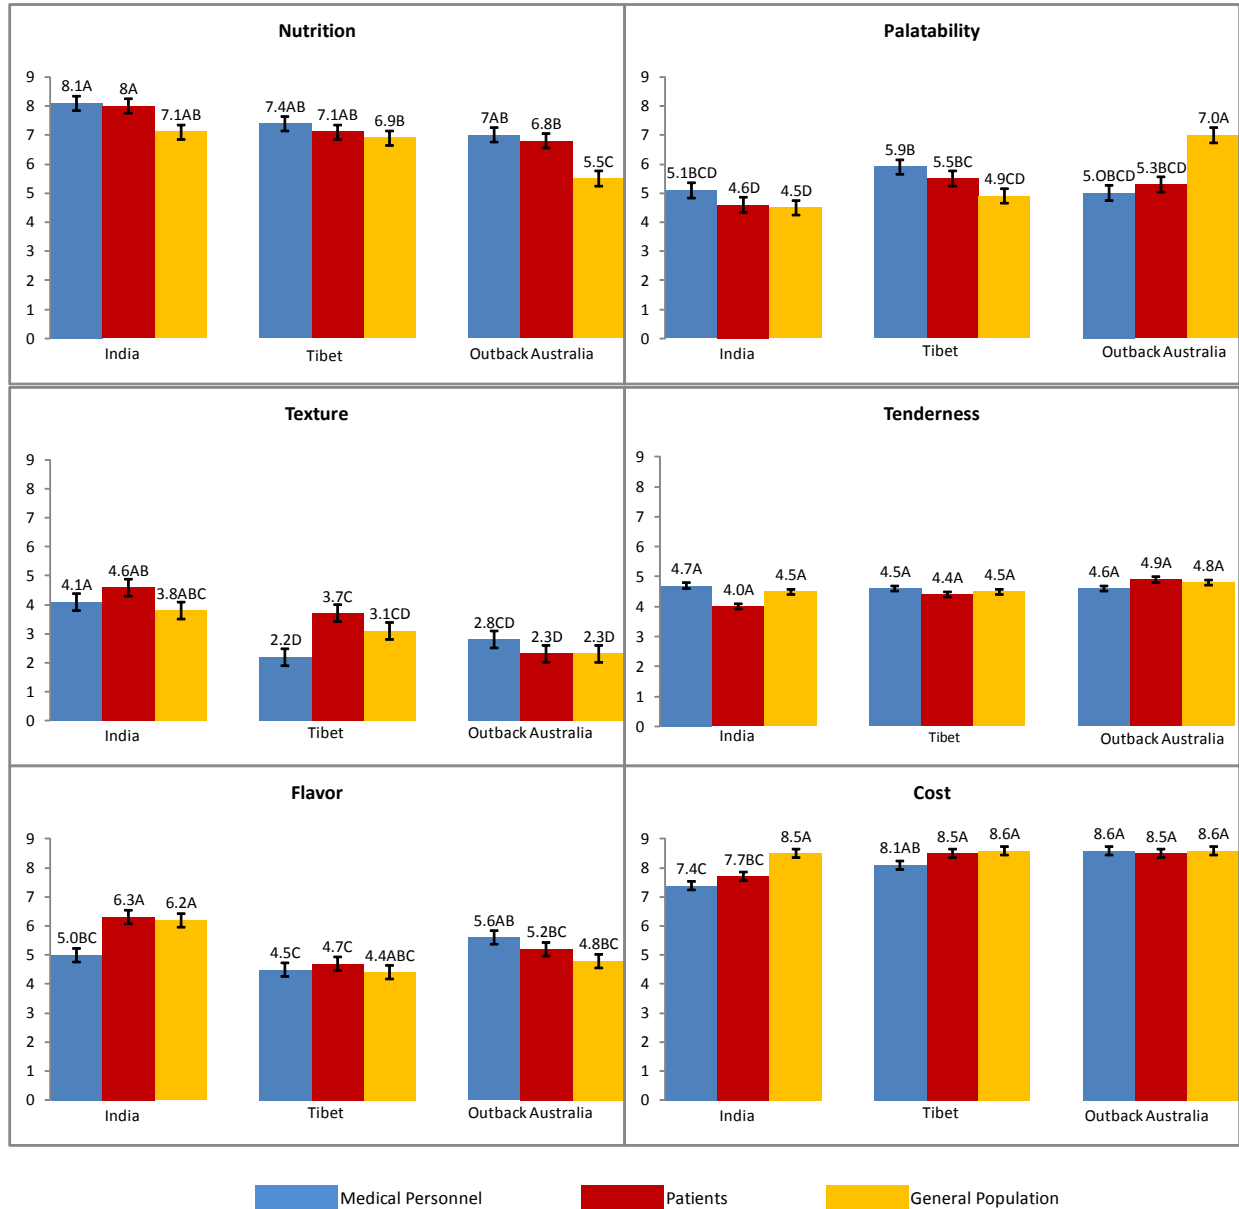 Nutrition
9
8
7
6
5
4
3
2
1
0
8.1A 8A 7.1AB
7.4AB 7.1AB 6.9B
7AB 6.8B 5.5C
India Tibet Outback Australia
Palatability
9
8
7
6
5
4
3
2
1
0
5.1BCD 4.6D 4.5D
5.9B 5.5BC 4.9CD
5.OBCD 5.3BCD 7.0A
India Tibet Outback Australia
Texture
9
8
7
6
5
4
3
2
1
0
4.1A 4.6AB 3.8ABC
2.2D 3.7C 3.1CD
2.8CD 2.3D 2.3D
India Tibet Outback Australia
Tenderness
9
8
7
6
5
4
3
2
1
0
4.7A 4.0A 4.5A
4.5A 4.4A 4.5A
4.6A 4.9A 4.8A
India Tibet Outback Australia
Flavor
9
8
7
6
5
4
3
2
1
0
5.0BC 6.3A 6.2A
4.5C 4.7C 4.4ABC
5.6AB 5.2BC 4.8BC
India Tibet Outback Australia
Cost
9
8
7
6
5
4
3
2
1
0
7.4C 7.7BC 8.5A
8.1AB 8.5A 8.6A
8.6A 8.5A 8.6A
India Tibet Outback Australia
Medical Personnel Patients General Population